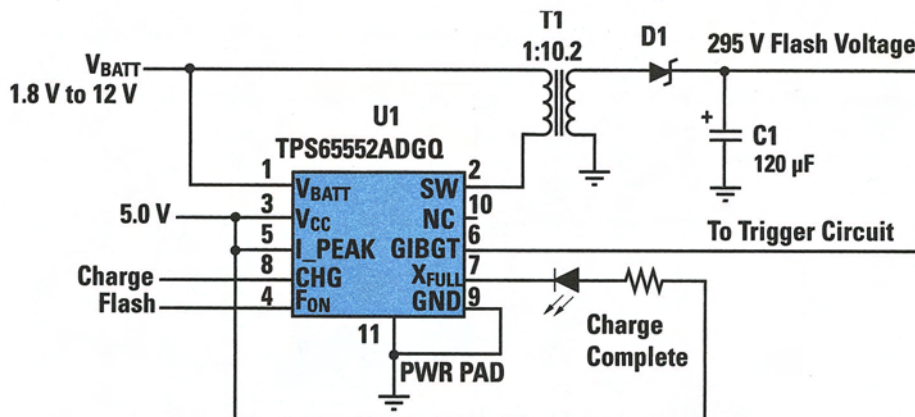 T1
1:10.2
D1
295 V Flash Voltage
VBATT
1.8 V to 12 V
+
C1
120 µF
U1
TPS65552ADGQ
1
VBATT
SW
2
5.0 V
3
VCC
NC
10
5
I_PEAK
GIBGT
6
To Trigger Circuit
Charge
8
CHG
XFULL
7
Flash
4
FON
GND
9
Charge
Complete
11
PWR PAD